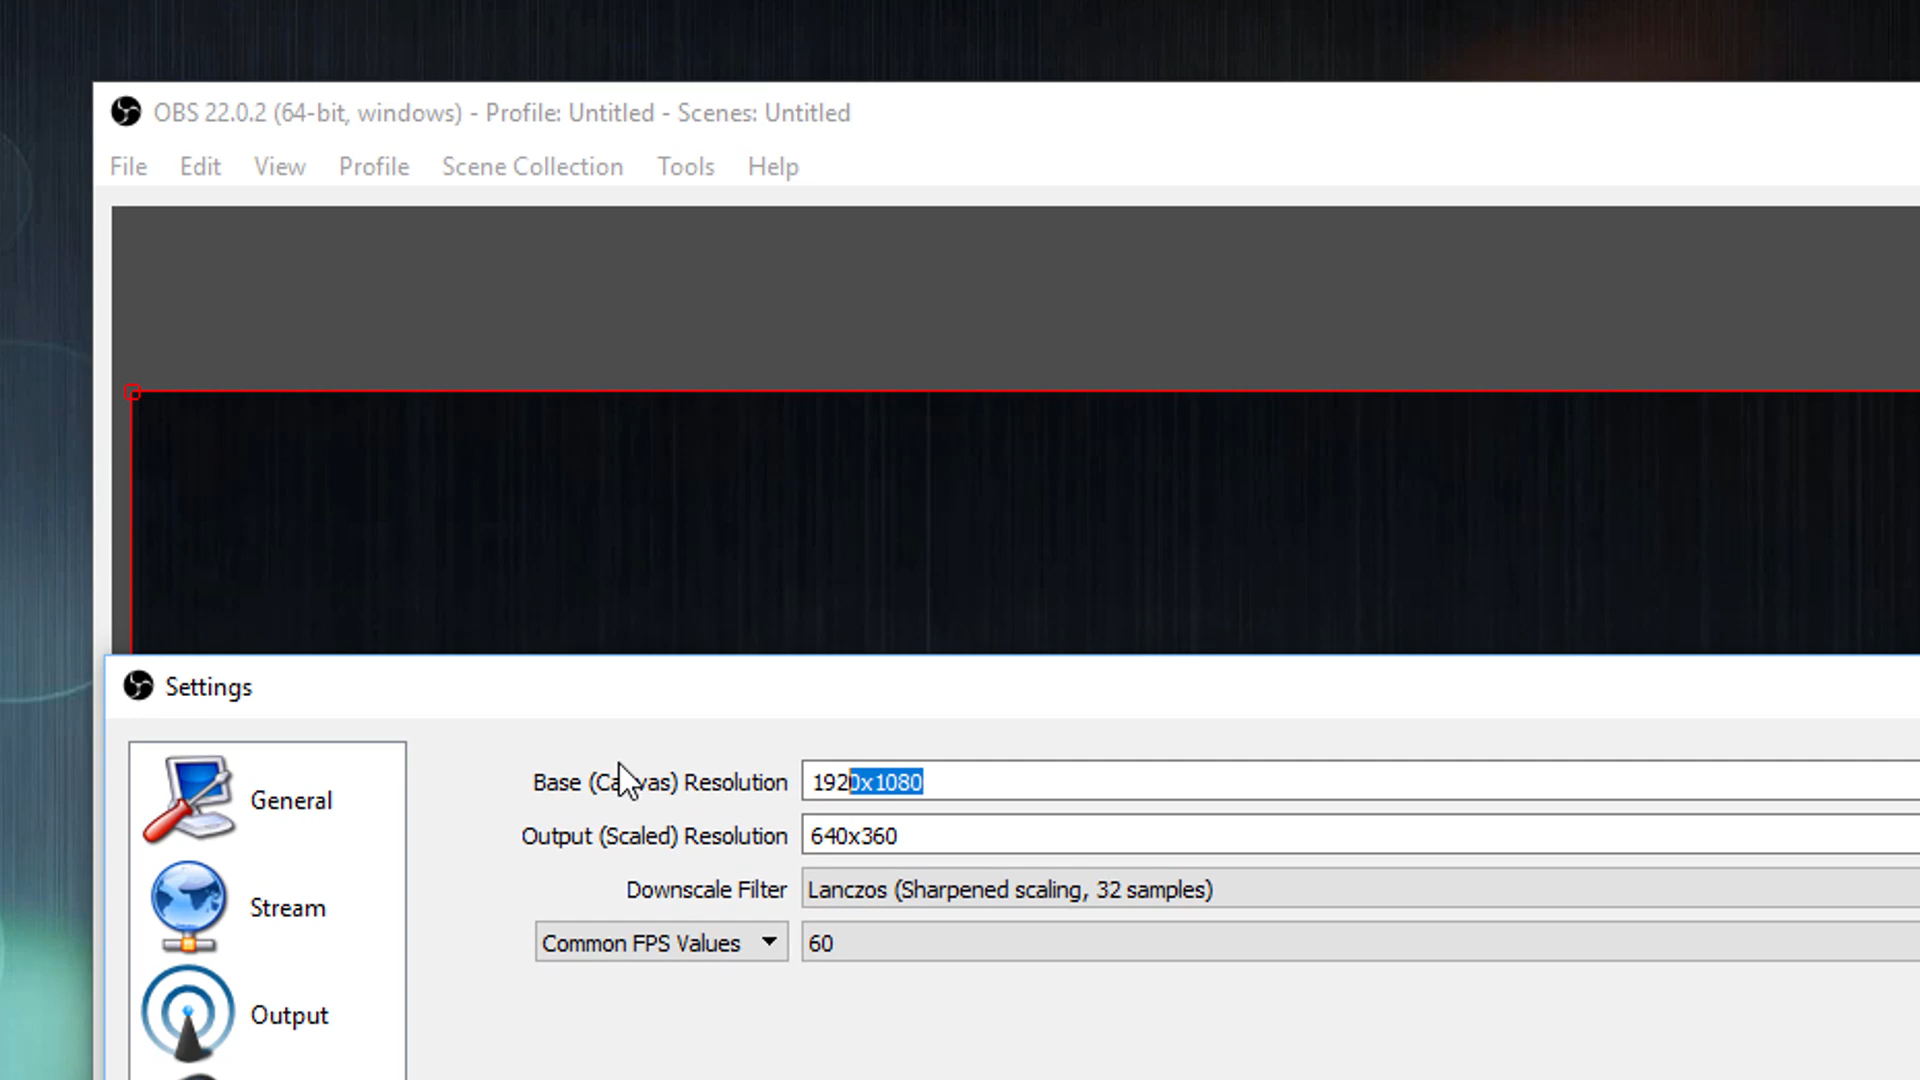 OBS 22.0.2 (64-bit, windows) - Profile: Untitled - Scenes: Untitled
File Edit View Profile Scene Collection Tools Help
Settings
Base (Canvas) Resolution 1920x1080
General
Output (Scaled) Resolution 640x360
Downscale Filter Lanczos (Sharpened scaling, 32 samples)
Stream
Common FPS Values 60
Output